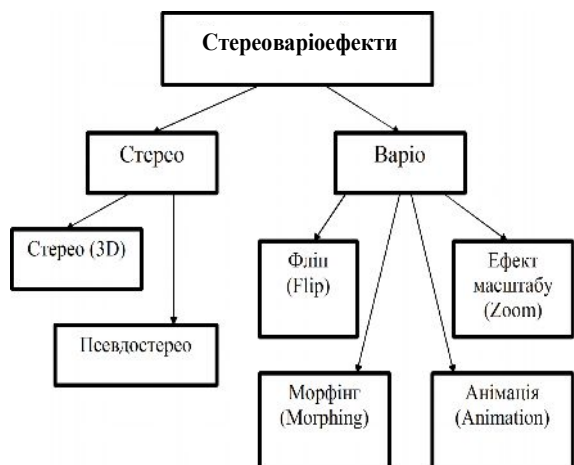 Стереоваріоефекти
Стерео
Варіо
Стерео (3D)
Псевдостерео
Фліп
(Flip)
Ефект
масштабу
(Zoom)
Морфінг
(Morphing)
Анімація
(Animation)